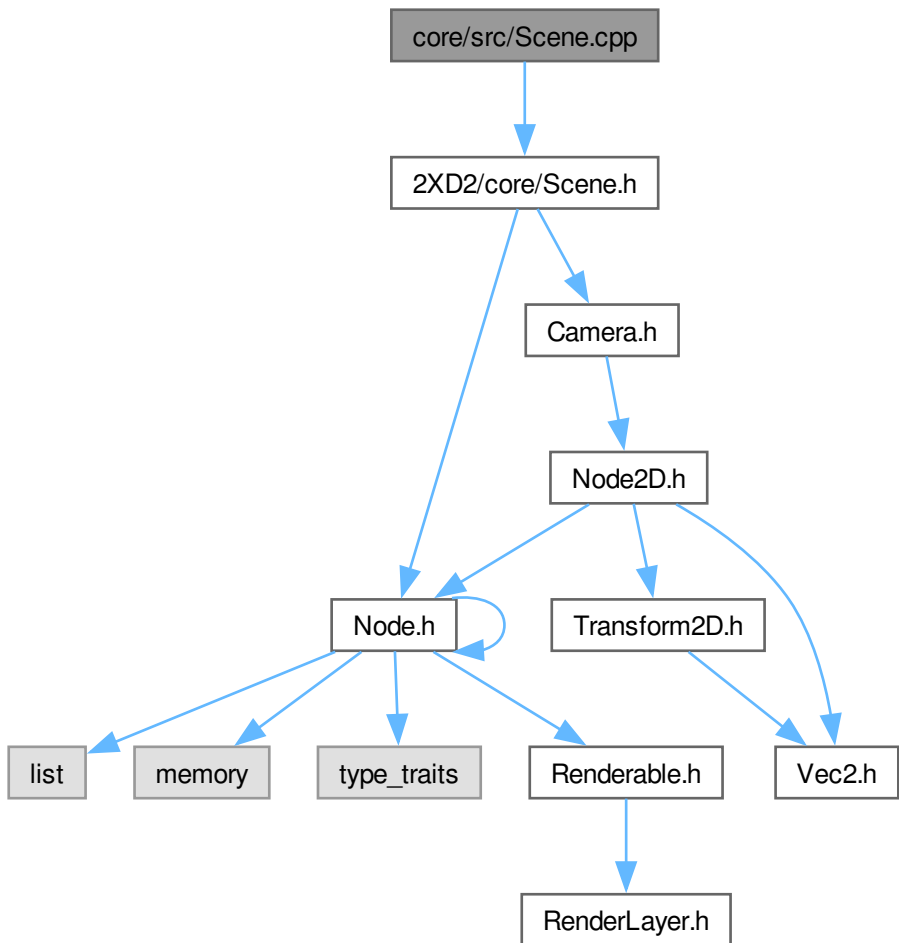 core/src/Scene.cpp
2XD2/core/Scene.h
Camera.h
Node2D.h
Node.h
Transform2D.h
list
memory
type_traits
Renderable.h
Vec2.h
RenderLayer.h